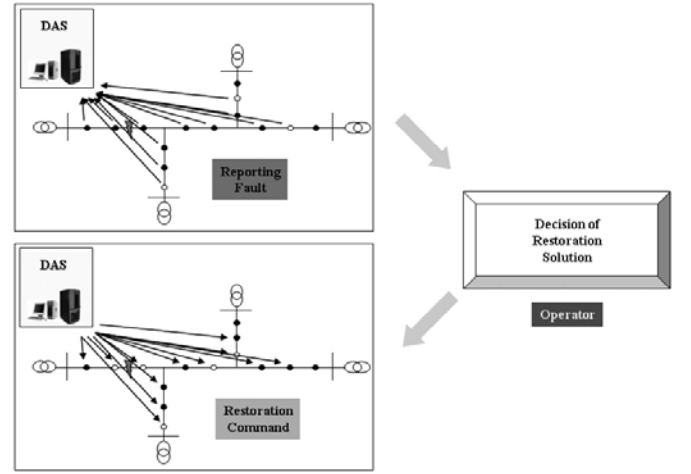 DAS
Reporting
Fault
Decision of
Restoration
Solution
Operator
DAS
Restoration
Command